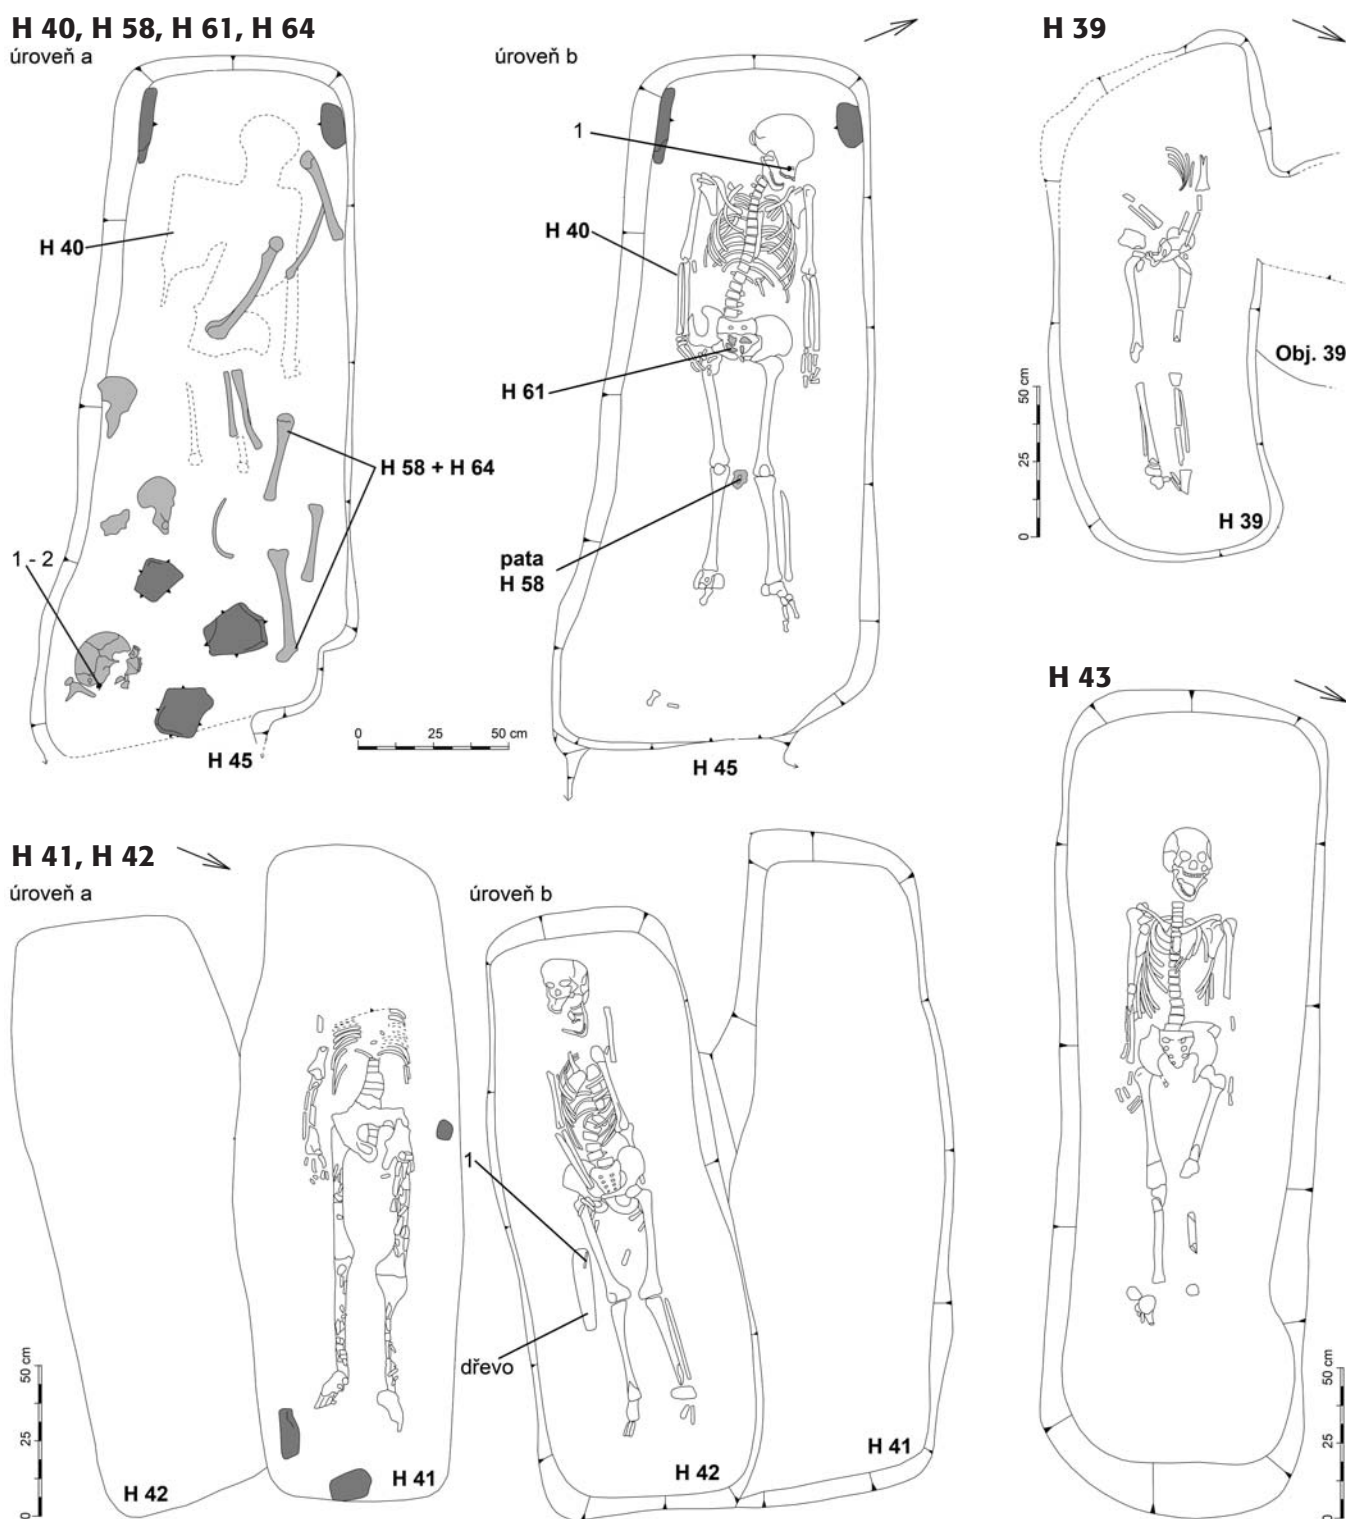 H 40, H 58, H 61, H 64
úroveň a
H 40
H 58 + H 64
1 - 2
H 45
0 25 50 cm
úroveň b
1
H 40
H 61
pata
H 58
H 45
H 39
Obj. 39
H 39
50 cm
25
0
H 41, H 42
úroveň a
H 42
H 41
50 cm
25
0
úroveň b
1
dřevo
H 42
H 41
H 43
50 cm
25
0